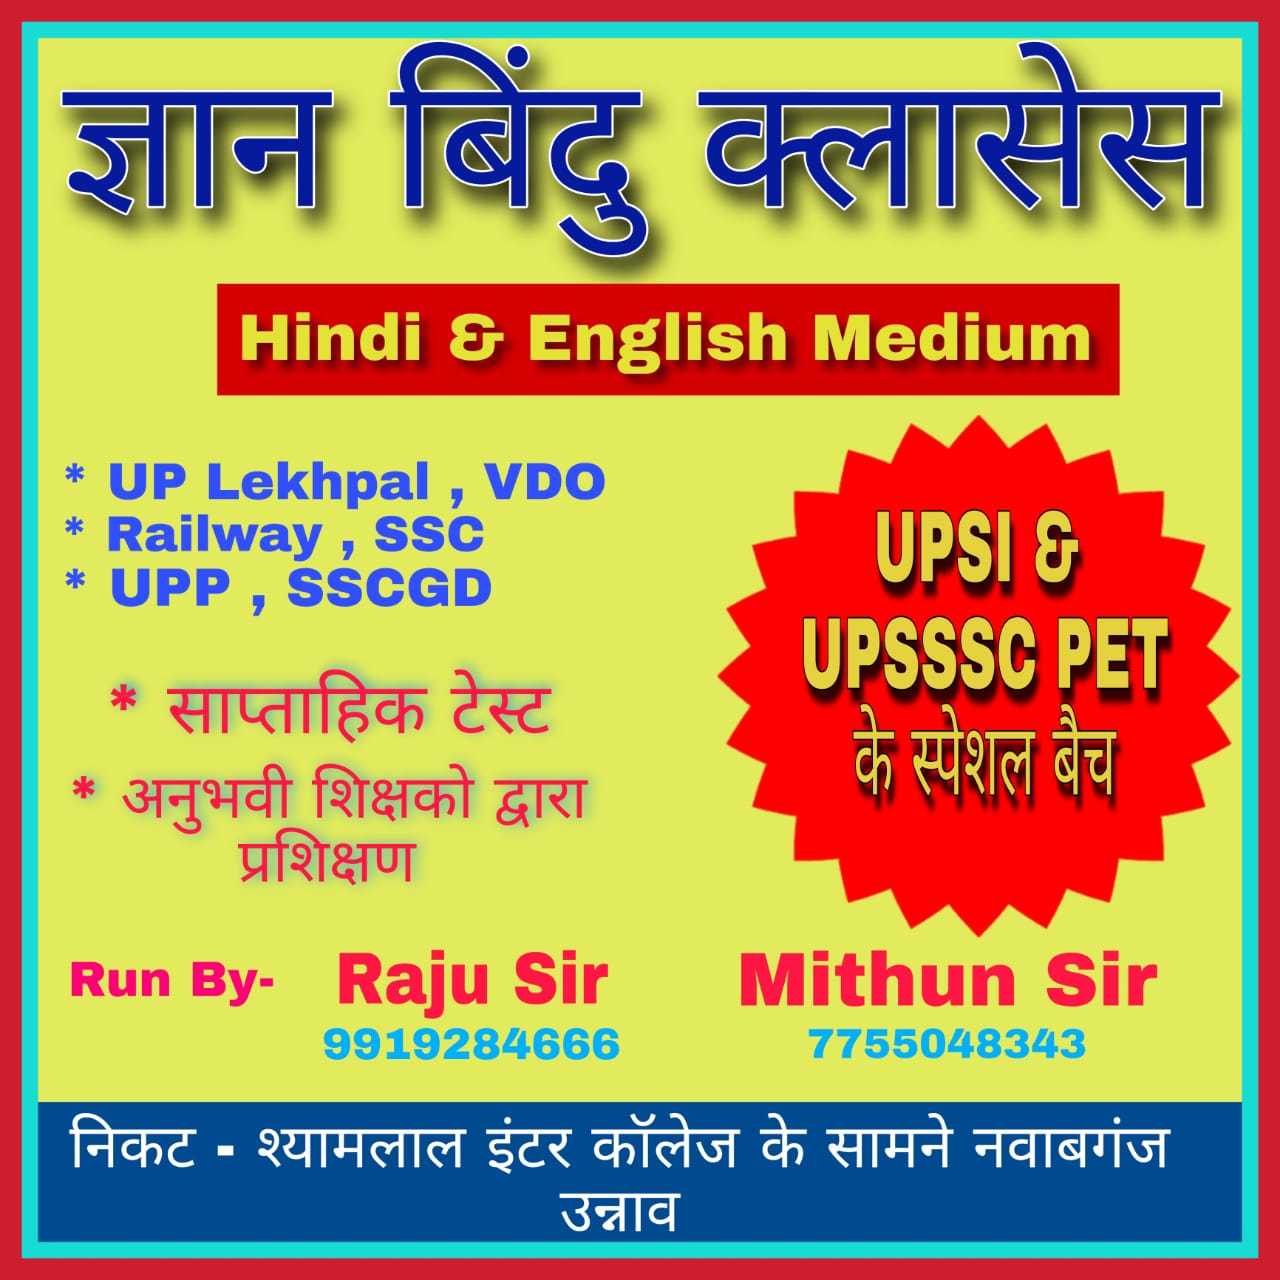 ज्ञान बिंदु क्लासेस
Hindi & English Medium
* UP Lekhpal , VDO
* Railway , SSC
* UPP , SSCGD
UPSI &
UPSSSC PET
के स्पेशल बैच
* साप्ताहिक टेस्ट
* अनुभवी शिक्षको द्वारा
प्रशिक्षण
Run By- Raju Sir Mithun Sir
9919284666 7755048343
निकट - श्यामलाल इंटर कॉलेज के सामने नवाबगंज
उन्नाव